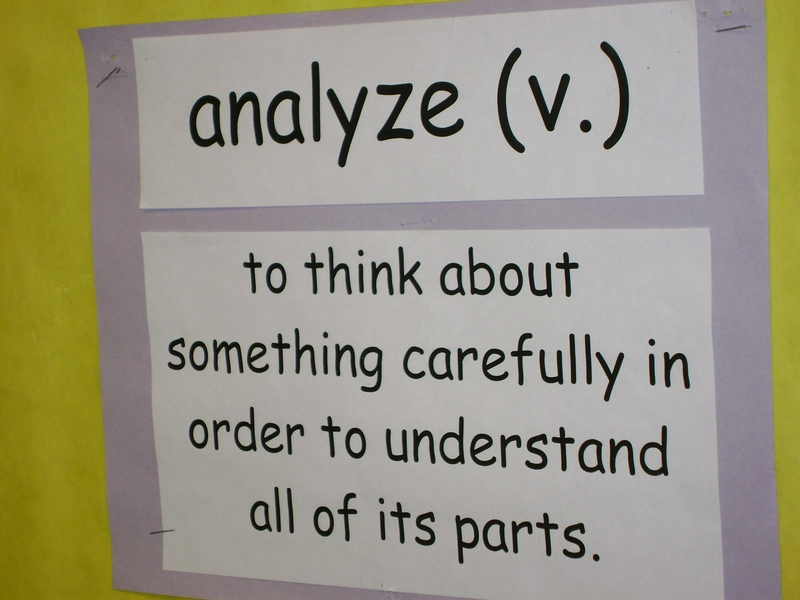 analyze (v.)
to think about
something carefully in
order to understand
all of its parts.